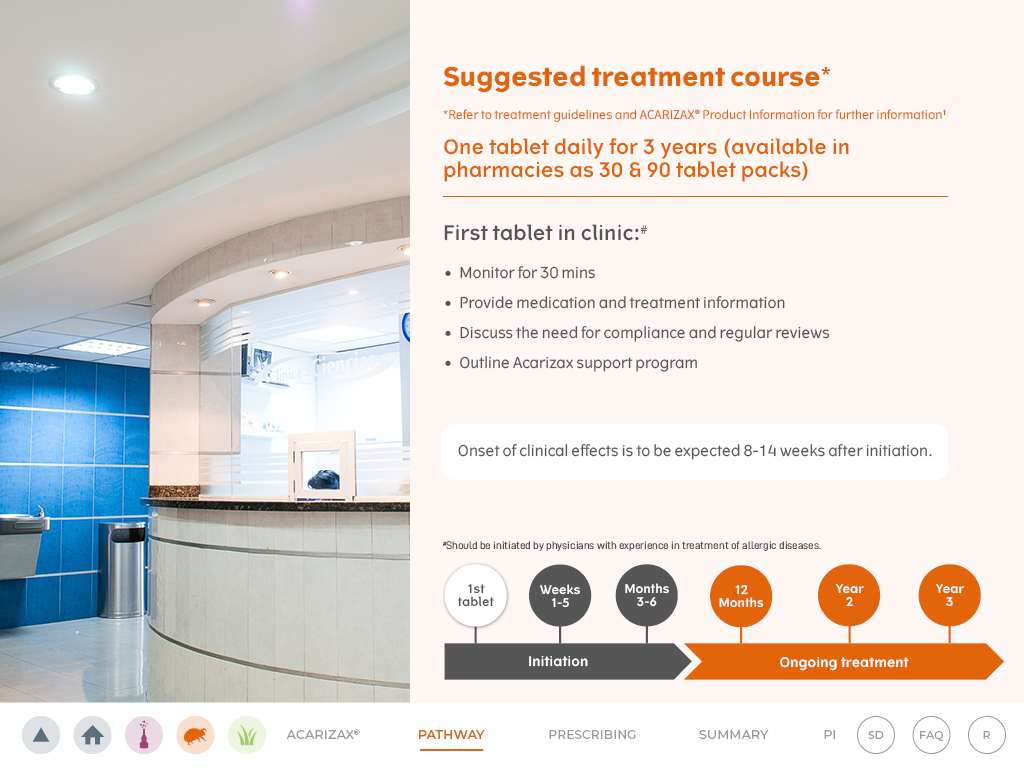 Suggested treatment course*
*Refer to treatment guidelines and ACARIZAX® Product Information for further information¹
One tablet daily for 3 years (available in
pharmacies as 30 & 90 tablet packs)
First tablet in clinic:#
• Monitor for 30 mins
• Provide medication and treatment information
• Discuss the need for compliance and regular reviews
• Outline Acarizax support program
Onset of clinical effects is to be expected 8-14 weeks after initiation.
#Should be initiated by physicians with experience in treatment of allergic diseases.
1st
tablet
Weeks
1-5
Months
3-6
12
Months
Year
2
Year
3
Initiation
Ongoing treatment
ACARIZAX®
PATHWAY
PRESCRIBING
SUMMARY
PI
SD
FAQ
R